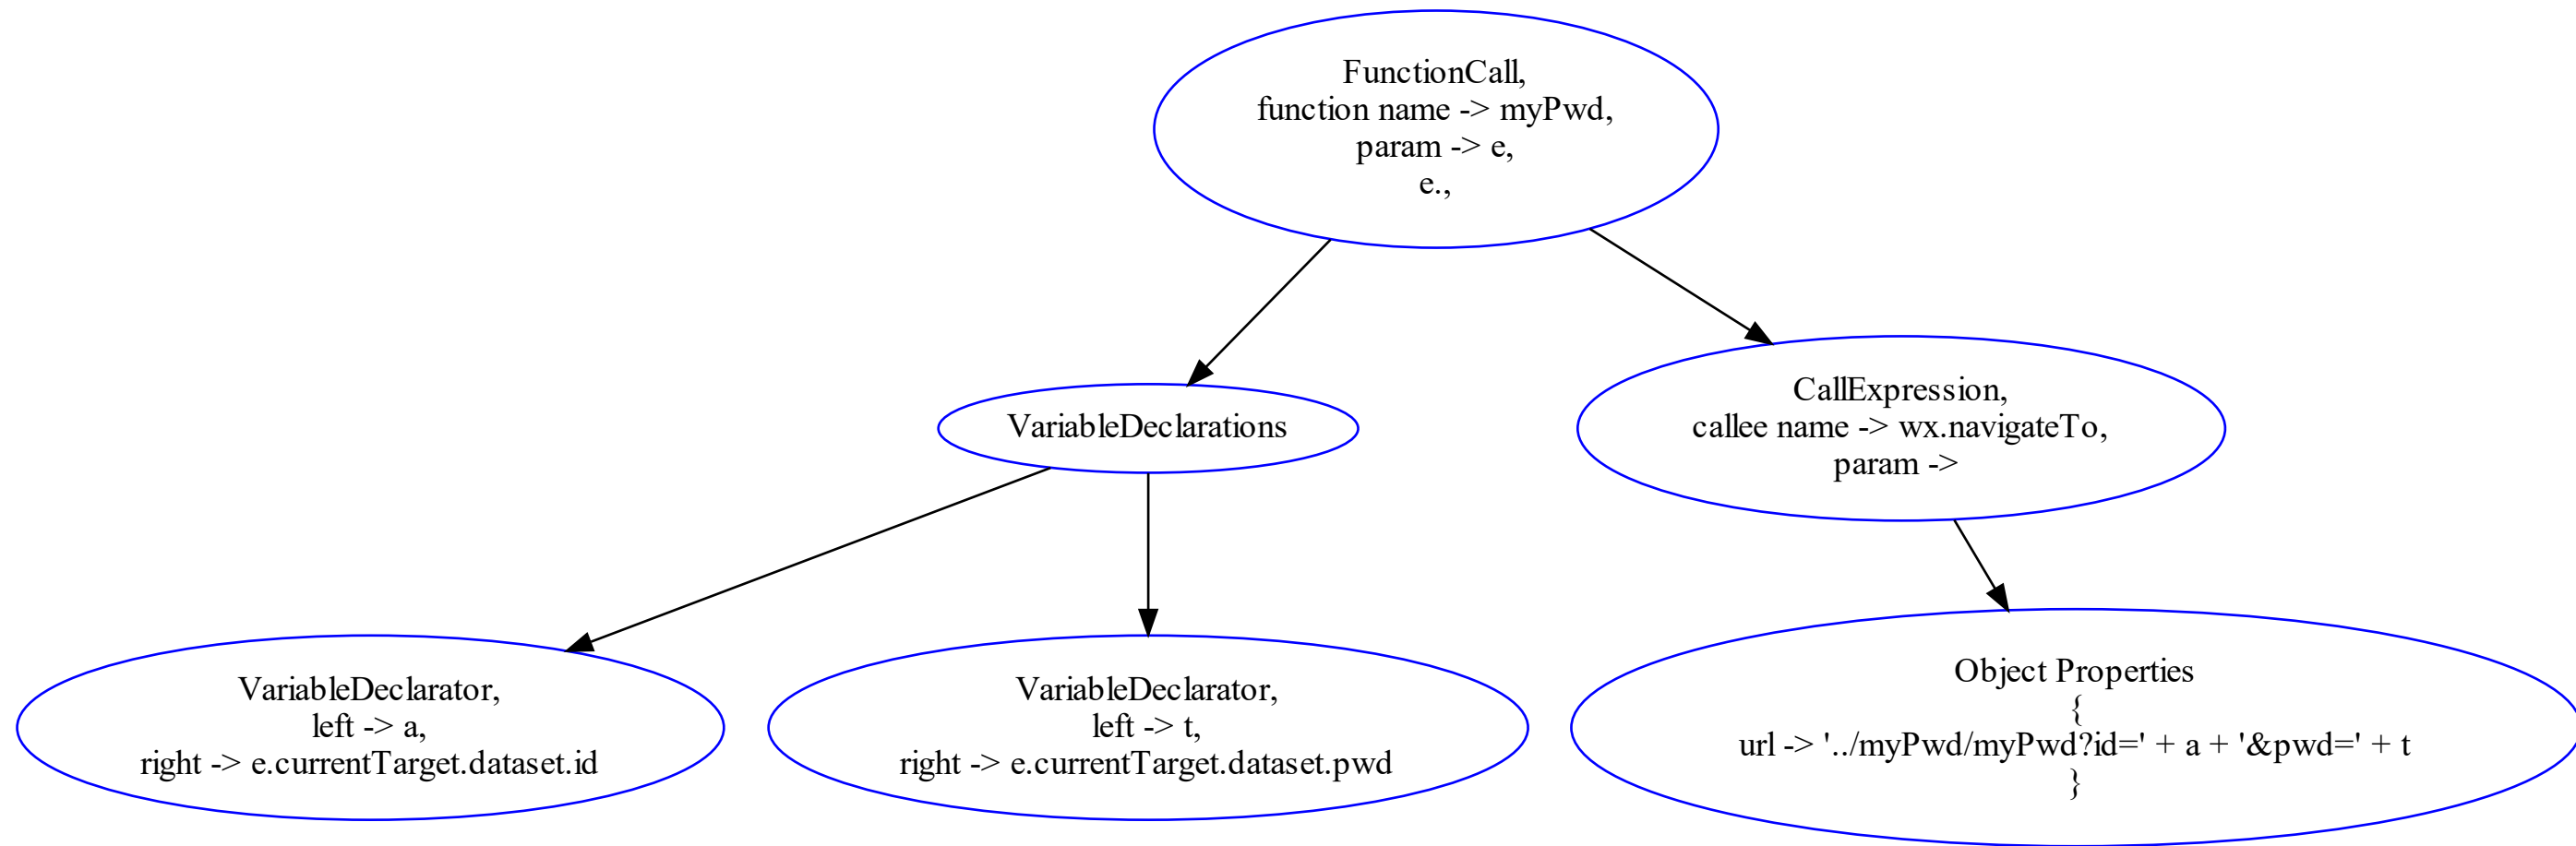 FunctionCall,
function name -> myPwd,
param -> e,
e.,
VariableDeclarations
CallExpression,
callee name -> wx.navigateTo,
param ->
VariableDeclarator,
left -> a,
right -> e.currentTarget.dataset.id
VariableDeclarator,
left -> t,
right -> e.currentTarget.dataset.pwd
Object Properties
{
url -> '../myPwd/myPwd?id=' + a + '&pwd=' + t
}